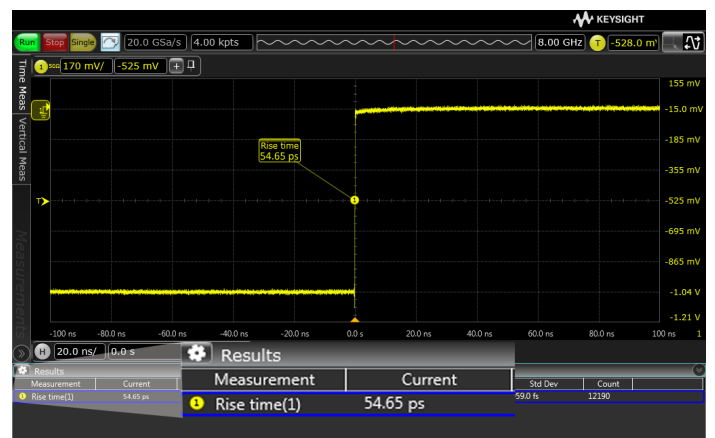 KEYSIGHT
Run Stop Single 20.0 GSa/s 4.00 kpts 8.00 GHz T -528.0 m
1 50Ω 170 mV/ -525 mV +
Time Meas
Vertical Meas
Measurements
155 mV
-15.0 mV
-185 mV
Rise time
54.65 ps
-355 mV
T 1 -525 mV
-695 mV
-865 mV
-1.04 V
-1.21 V
-100 ns -80.0 ns -60.0 ns -40.0 ns -20.0 ns 0.0 s 20.0 ns 40.0 ns 60.0 ns 80.0 ns 100 ns 1
H 20.0 ns/ 0.0 s
Results
Measurement Current Std Dev Count
1 Rise time(1) 54.65 ps 59.0 fs 12190
Results
Measurement Current
1 Rise time(1) 54.65 ps